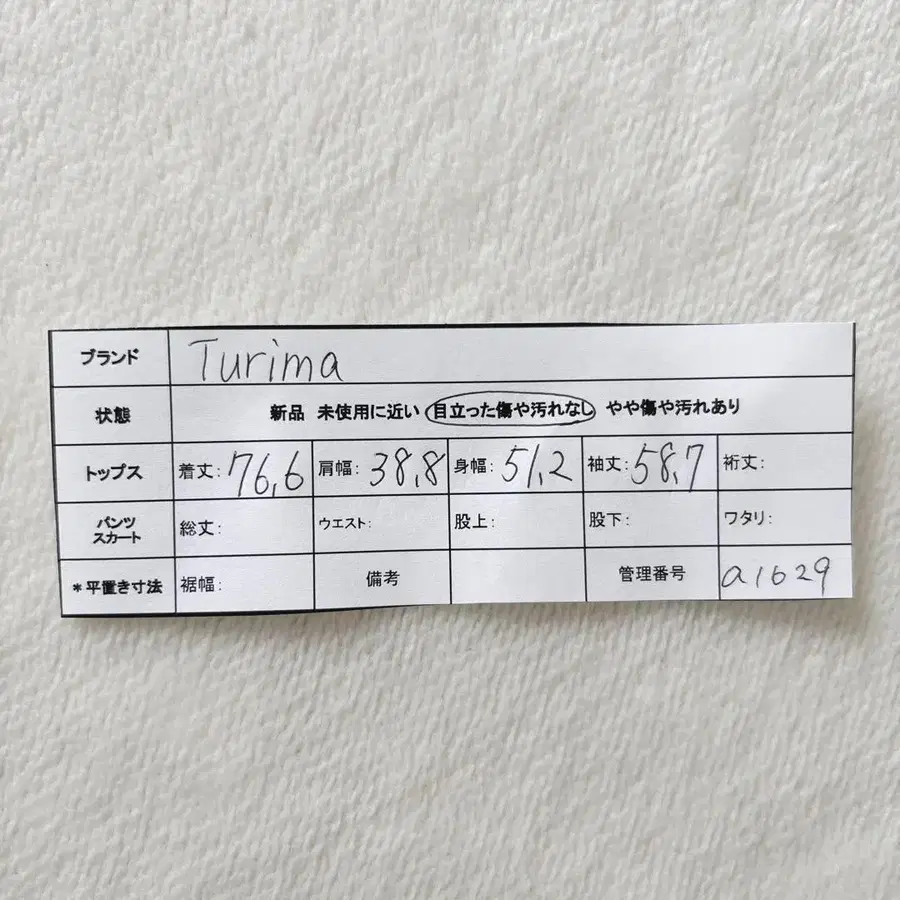 ブランド Turima
状態 新品 未使用に近い 目立った傷や汚れなし やや傷や汚れあり
トップス 着丈: 76,6 肩幅: 38,8 身幅: 51,2 袖丈: 58,7 裄丈:
パンツ
スカート 総丈: ウエスト: 股上: 股下: ワタリ:
*平置き寸法 裾幅: 備考 管理番号 a1629